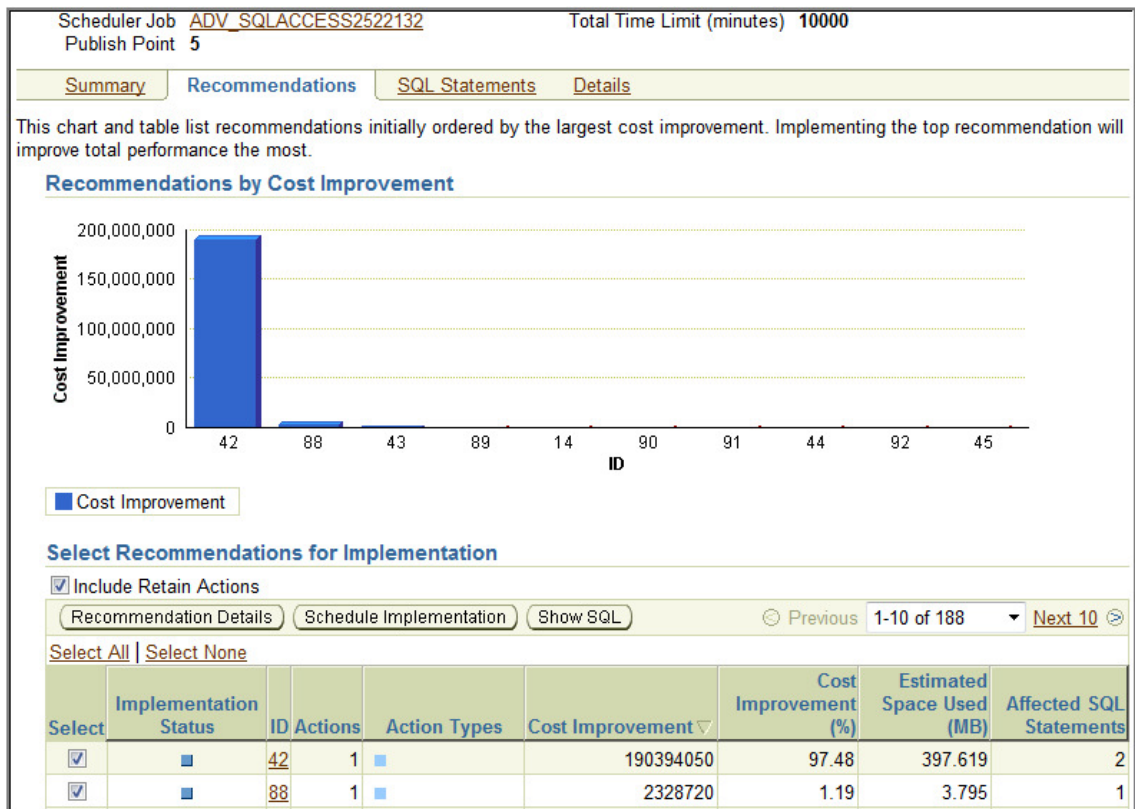 Scheduler Job ADV_SQLACCESS2522132 Total Time Limit (minutes) 10000
Publish Point 5
Summary Recommendations SQL Statements Details
This chart and table list recommendations initially ordered by the largest cost improvement. Implementing the top recommendation will
improve total performance the most.
Recommendations by Cost Improvement
200,000,000
150,000,000
100,000,000
50,000,000
0
Cost Improvement
42 88 43 89 14 90 91 44 92 45
ID
Cost Improvement
Select Recommendations for Implementation
Include Retain Actions
Recommendation Details Schedule Implementation Show SQL Previous 1-10 of 188 Next 10
Select All | Select None
Select Implementation Status ID Actions Action Types Cost Improvement Cost Improvement (%) Estimated Space Used (MB) Affected SQL Statements
42 1 190394050 97.48 397.619 2
88 1 2328720 1.19 3.795 1